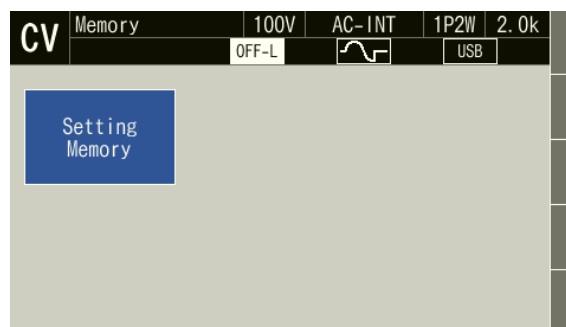 CV Memory 100V AC-INT 1P2W 2.0k
OFF-L USB
Setting
Memory